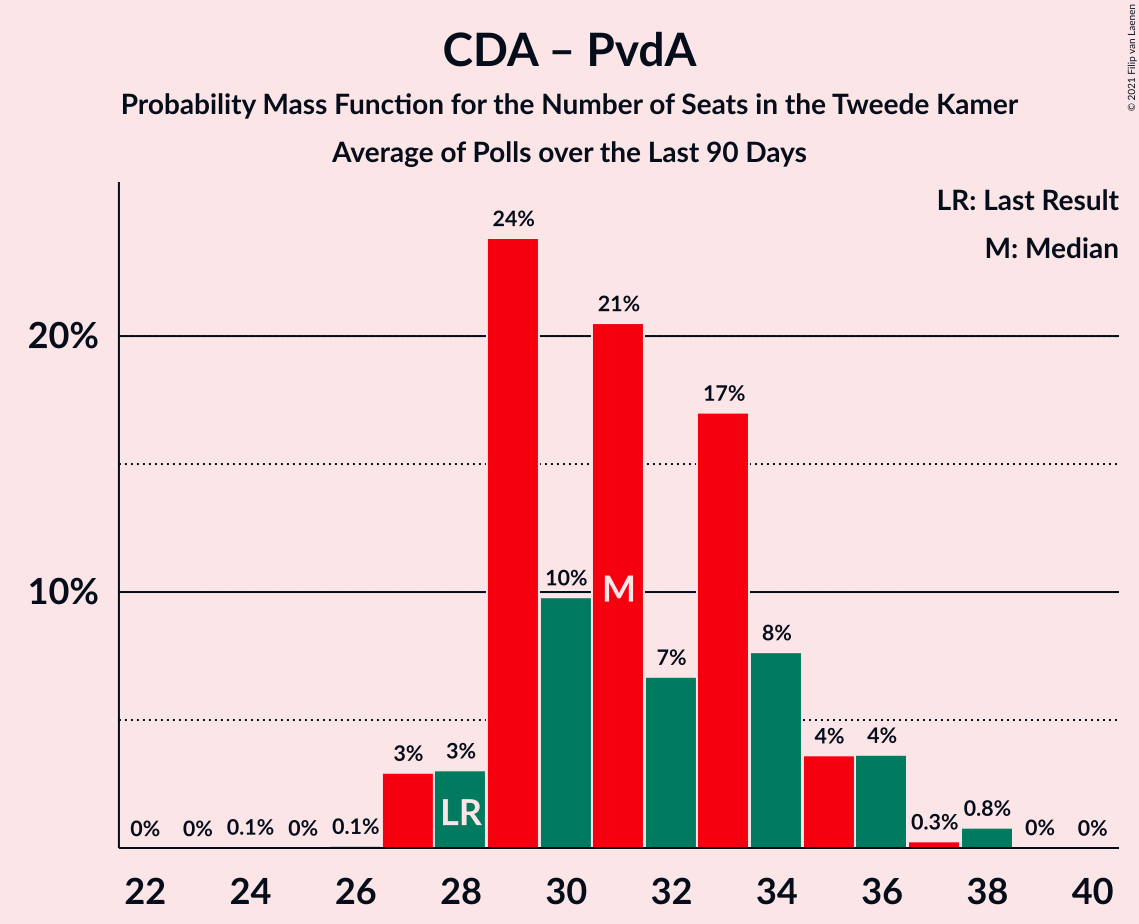 CDA – PvdA
Probability Mass Function for the Number of Seats in the Tweede Kamer
Average of Polls over the Last 90 Days
© 2021 Filip van Laenen
LR: Last Result
M: Median
20%
10%
0% 0% 0.1% 0% 0.1% 3% 3% 24% 10% 21% 7% 17% 8% 4% 4% 0.3% 0.8% 0% 0%
LR
M
22 24 26 28 30 32 34 36 38 40